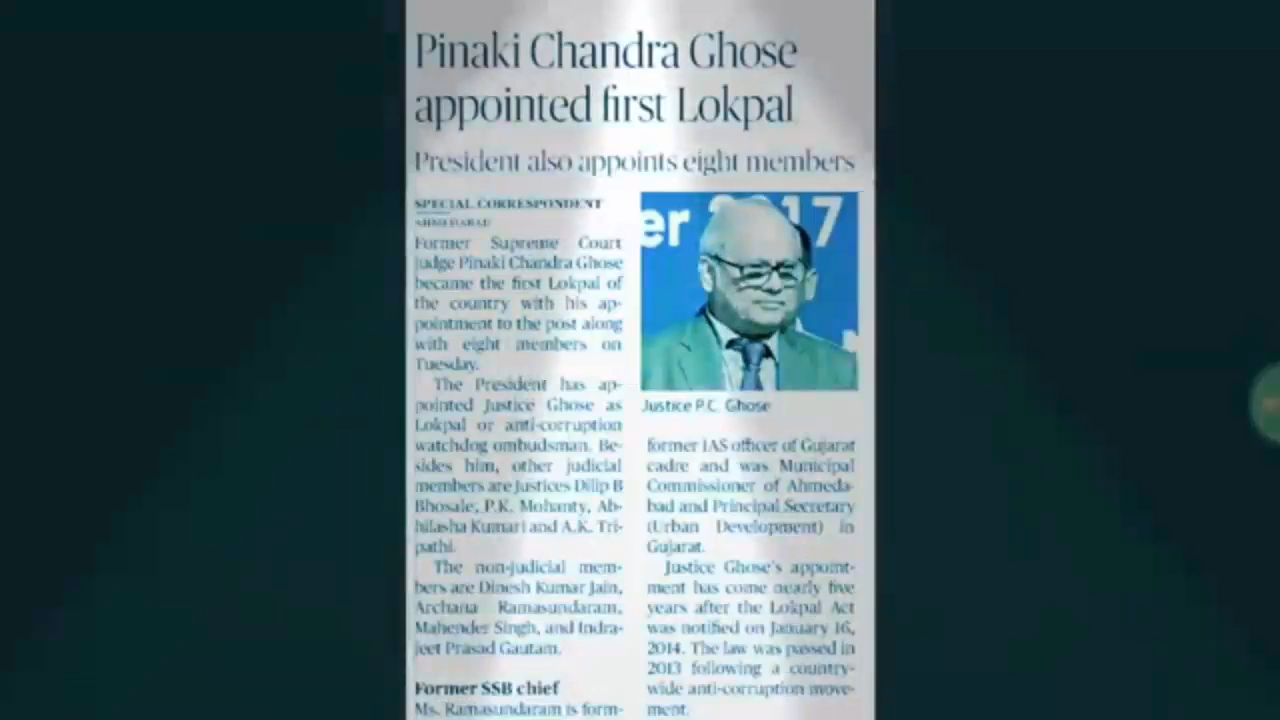 Pinaki Chandra Ghose
appointed first Lokpal
President also appoints eight members
SPECIAL CORRESPONDENT
AHMEDABAD
Former Supreme Court
judge Pinaki Chandra Ghose
became the first Lokpal of
the country with his ap-
pointment to the post along
with eight members on
Tuesday.
The President has ap-
pointed Justice Ghose as
Lokpal or anti-corruption
watchdog ombudsman. Be-
sides him, other judicial
members are Justices Dilip B
Bhosale, P.K. Mohanty, Ab-
hilasha Kumari and A.K. Tri-
pathi.
The non-judicial mem-
bers are Dinesh Kumar Jain,
Archana Ramasundaram,
Mahender Singh, and Indra-
jeet Prasad Gautam.
Former SSB chief
Ms. Ramasundaram is form-
er 2017
Justice P.C. Ghose
former IAS officer of Gujarat
cadre and was Municipal
Commissioner of Ahmeda-
bad and Principal Secretary
(Urban Development) in
Gujarat.
Justice Ghose's appoint-
ment has come nearly five
years after the Lokpal Act
was notified on January 16,
2014. The law was passed in
2013 following a country-
wide anti-corruption move-
ment.